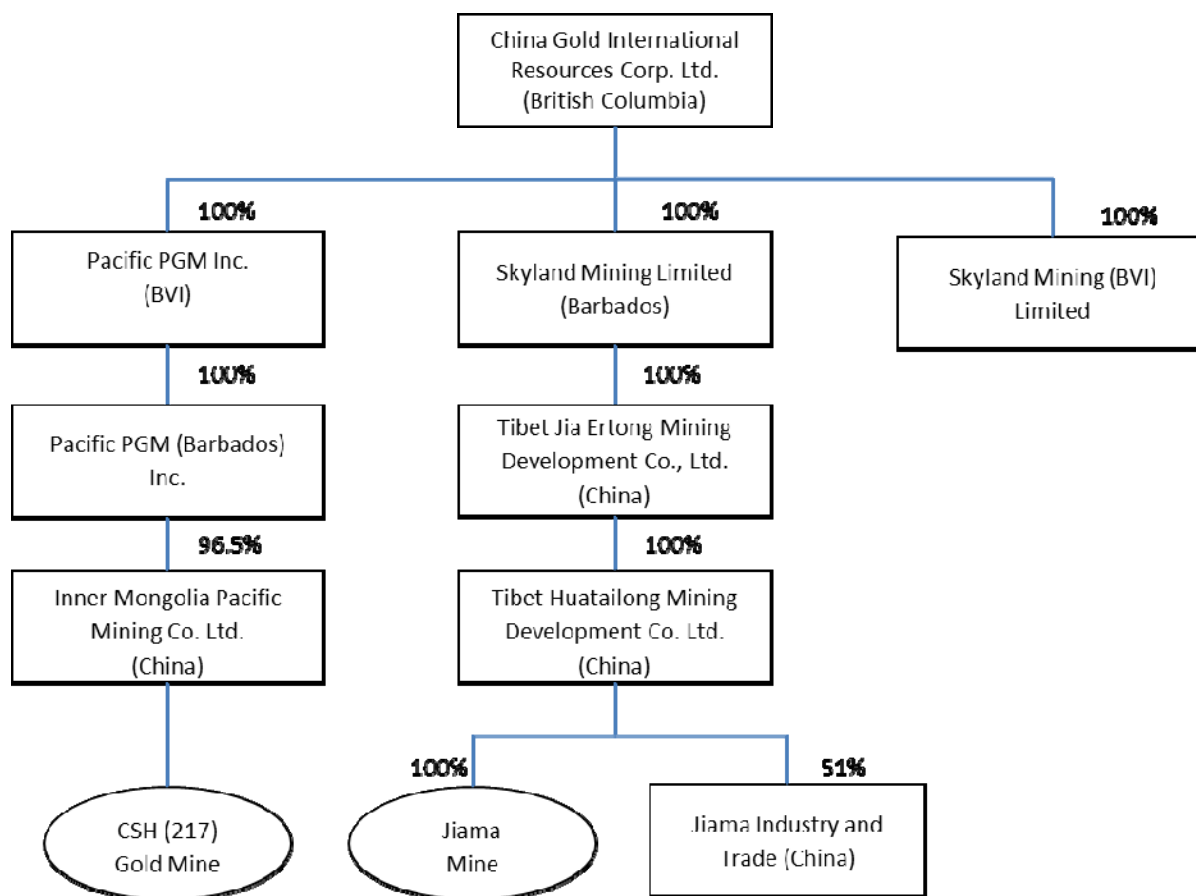 China Gold International
Resources Corp. Ltd.
(British Columbia)
100%
100%
100%
Pacific PGM Inc.
(BVI)
Skyland Mining Limited
(Barbados)
Skyland Mining (BVI)
Limited
100%
100%
Pacific PGM (Barbados)
Inc.
Tibet Jia Ertong Mining
Development Co., Ltd.
(China)
96.5%
100%
Inner Mongolia Pacific
Mining Co. Ltd.
(China)
Tibet Huatailong Mining
Development Co. Ltd.
(China)
100%
51%
CSH (217)
Gold Mine
Jiama
Mine
Jiama Industry and
Trade (China)